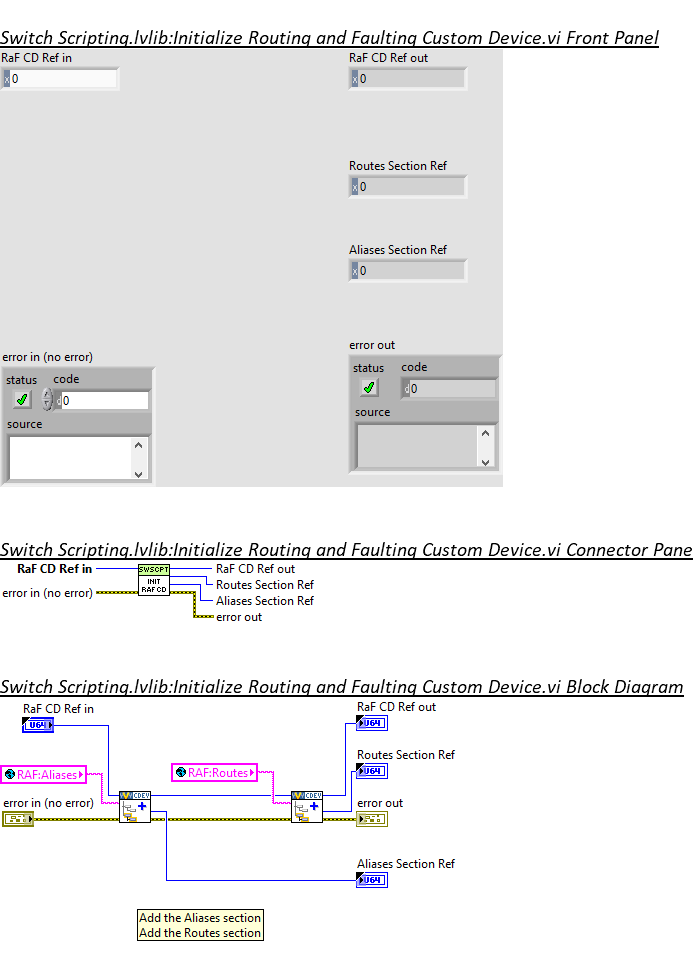 Switch Scripting.lvlib:Initialize Routing and Faulting Custom Device.vi Front Panel
RaF CD Ref in
RaF CD Ref out
x 0
x 0
Routes Section Ref
x 0
Aliases Section Ref
x 0
error in (no error)
error out
status code
status code
d 0
d 0
source
source
Switch Scripting.lvlib:Initialize Routing and Faulting Custom Device.vi Connector Pane
RaF CD Ref in
SWSCPT
INIT
RAF CD
RaF CD Ref out
Routes Section Ref
error in (no error)
Aliases Section Ref
error out
Switch Scripting.lvlib:Initialize Routing and Faulting Custom Device.vi Block Diagram
RaF CD Ref in
RaF CD Ref out
U64
U64
Routes Section Ref
RAF:Aliases
RAF:Routes
U64
CDEV
CDEV
error in (no error)
error out
Aliases Section Ref
U64
Add the Aliases section
Add the Routes section